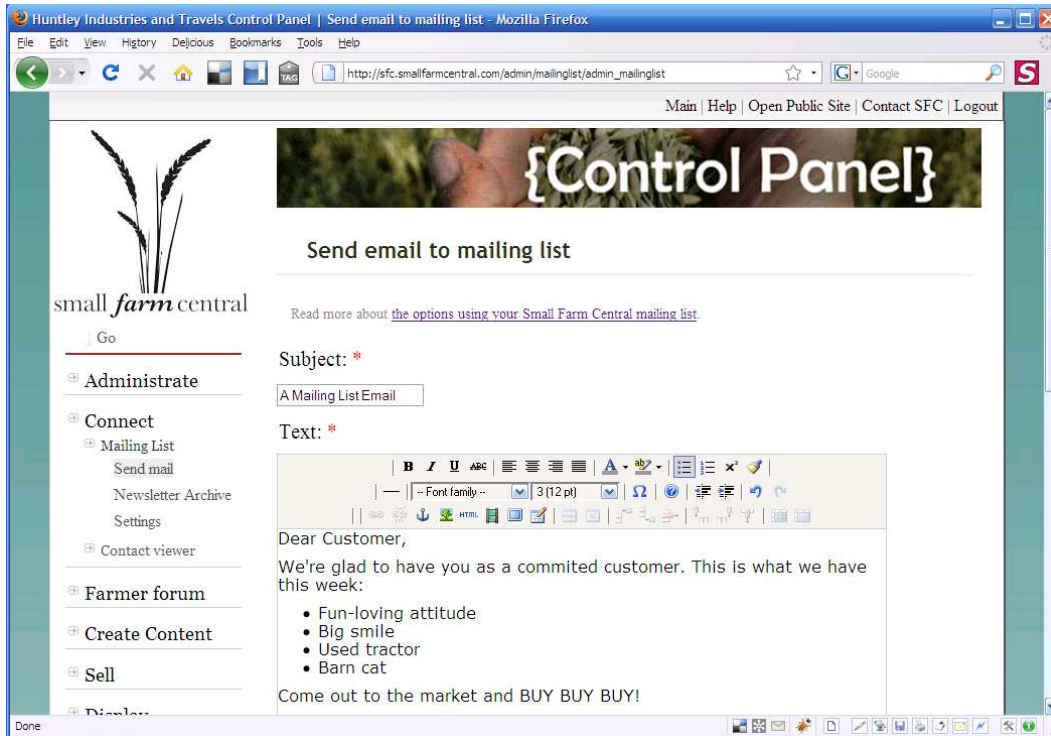 Huntley Industries and Travels Control Panel | Send email to mailing list - Mozilla Firefox
File Edit View History Delicious Bookmarks Tools Help
TAG http://sfc.smallfarmcentral.com/admin/mailinglist/admin_mailinglist G Google S
Main | Help | Open Public Site | Contact SFC | Logout
{Control Panel}
small farm central
Go
Administrate
Connect
Mailing List
Send mail
Newsletter Archive
Settings
Contact viewer
Farmer forum
Create Content
Sell
Display
Send email to mailing list
Read more about the options using your Small Farm Central mailing list.
Subject: *
A Mailing List Email
Text: *
B I U ABC A ab x²
-- Font family -- 3 (12 pt) Ω
HTML
Dear Customer,
We're glad to have you as a commited customer. This is what we have
this week:
• Fun-loving attitude
• Big smile
• Used tractor
• Barn cat
Come out to the market and BUY BUY BUY!
Done